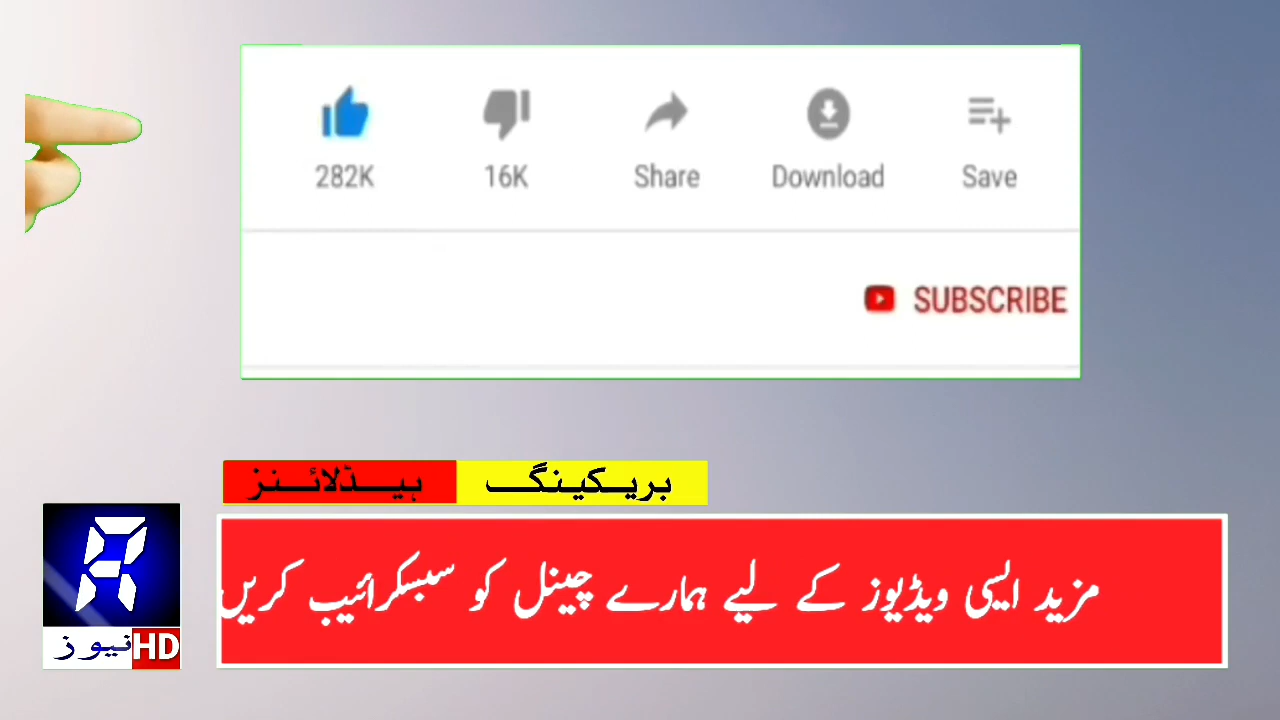 282K 16K Share Download Save
SUBSCRIBE
بریکینگ ہیڈلائنز
مزید ایسی ویڈیوز کے لیے ہمارے چینل کو سبسکرائیب کریں
R
نیوز HD